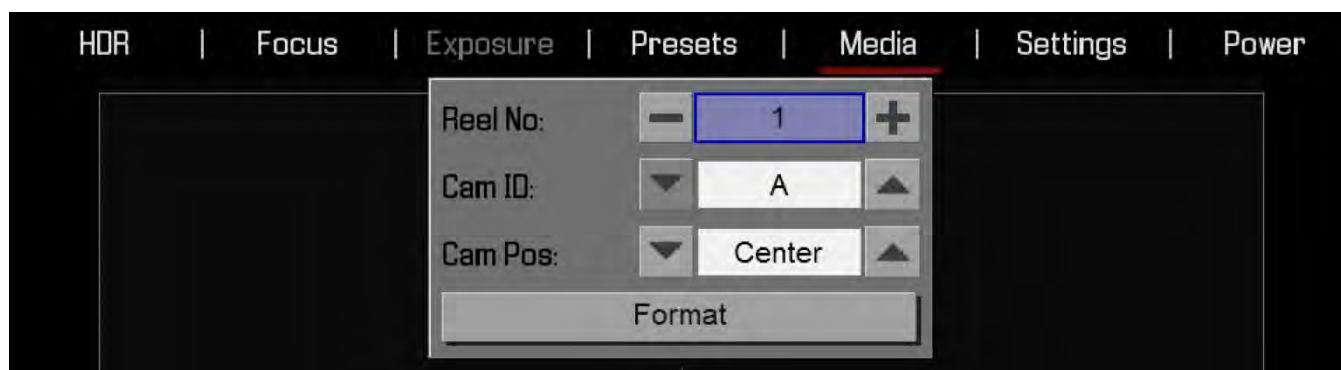 HDR | Focus | Exposure | Presets | Media | Settings | Power
Reel No: 1
Cam ID: A
Cam Pos: Center
Format